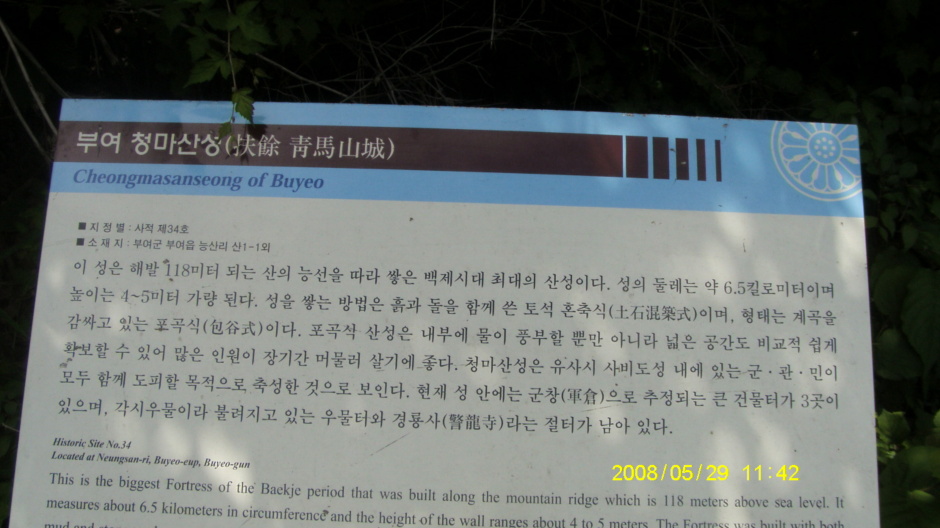 부여 청마산성(扶餘 靑馬山城)
Cheongmasanseong of Buyeo
■ 지 정 별 : 사적 제34호
■ 소 재 지 : 부여군 부여읍 능산리 산1-1외
이 성은 해발 118미터 되는 산의 능선을 따라 쌓은 백제시대 최대의 산성이다. 성의 둘레는 약 6.5킬로미터이며
높이는 4~5미터 가량 된다. 성을 쌓는 방법은 흙과 돌을 함께 쓴 토석 혼축식(土石混築式)이며, 형태는 계곡을
감싸고 있는 포곡식(包谷式)이다. 포곡식 산성은 내부에 물이 풍부할 뿐만 아니라 넓은 공간도 비교적 쉽게
확보할 수 있어 많은 인원이 장기간 머물러 살기에 좋다. 청마산성은 유사시 사비도성 내에 있는 군 · 관 · 민이
모두 함께 도피할 목적으로 축성한 것으로 보인다. 현재 성 안에는 군창(軍倉)으로 추정되는 큰 건물터가 3곳이
있으며, 각시우물이라 불려지고 있는 우물터와 경룡사(警龍寺)라는 절터가 남아 있다.
Historic Site No.34
Located at Neungsan-ri, Buyeo-eup, Buyeo-gun
This is the biggest Fortress of the Baekje period that was built along the mountain ridge which is 118 meters above sea level. It
measures about 6.5 kilometers in circumference and the height of the wall ranges about 4 to 5 meters. The Fortress was built with both
mud and
2008/05/29 11:42